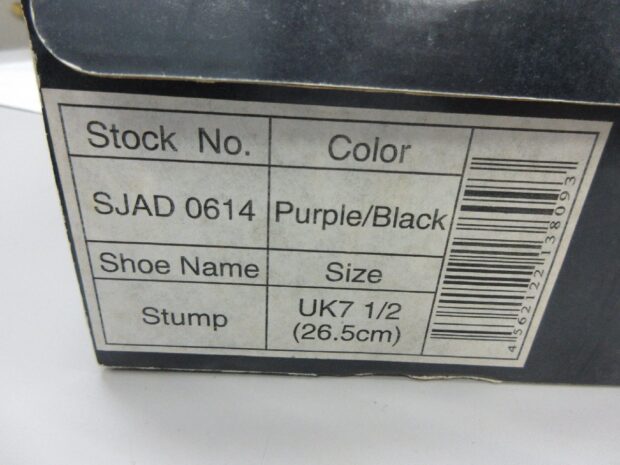 Stock No.
Color
SJAD 0614
Purple/Black
Shoe Name
Size
Stump
UK7 1/2
(26.5cm)
4562122138093